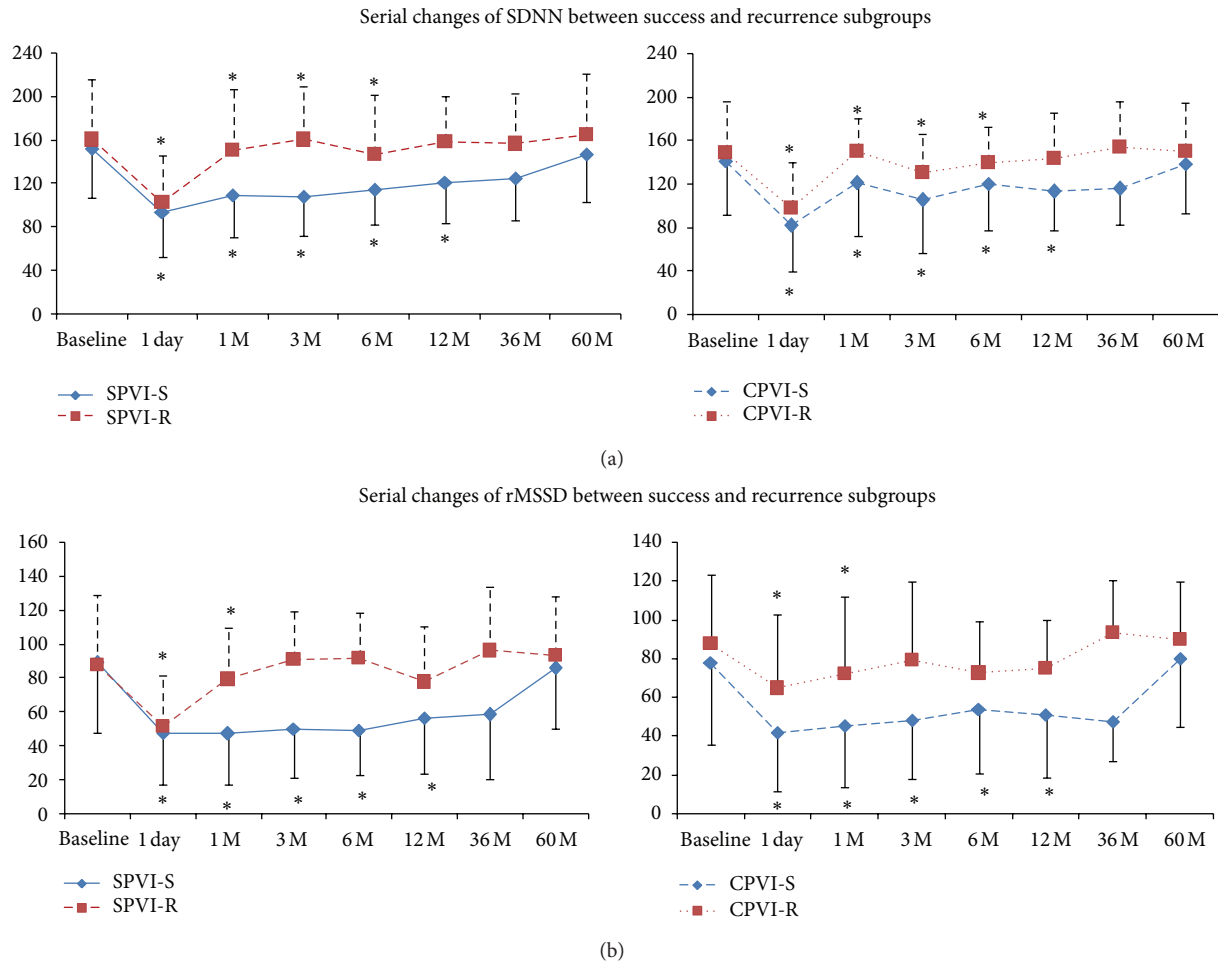 Serial changes of SDNN between success and recurrence subgroups
240
200
160
120
80
40
0
* * * * * * * * *
Baseline 1 day 1 M 3 M 6 M 12 M 36 M 60 M
SPVI-S
SPVI-R
240
200
160
120
80
40
0
* * * * * * * * *
Baseline 1 day 1 M 3 M 6 M 12 M 36 M 60 M
CPVI-S
CPVI-R
(a)
Serial changes of rMSSD between success and recurrence subgroups
160
140
120
100
80
60
40
20
0
* * * * * * *
Baseline 1 day 1 M 3 M 6 M 12 M 36 M 60 M
SPVI-S
SPVI-R
140
120
100
80
60
40
20
0
* * * * * * *
Baseline 1 day 1 M 3 M 6 M 12 M 36 M 60 M
CPVI-S
CPVI-R
(b)